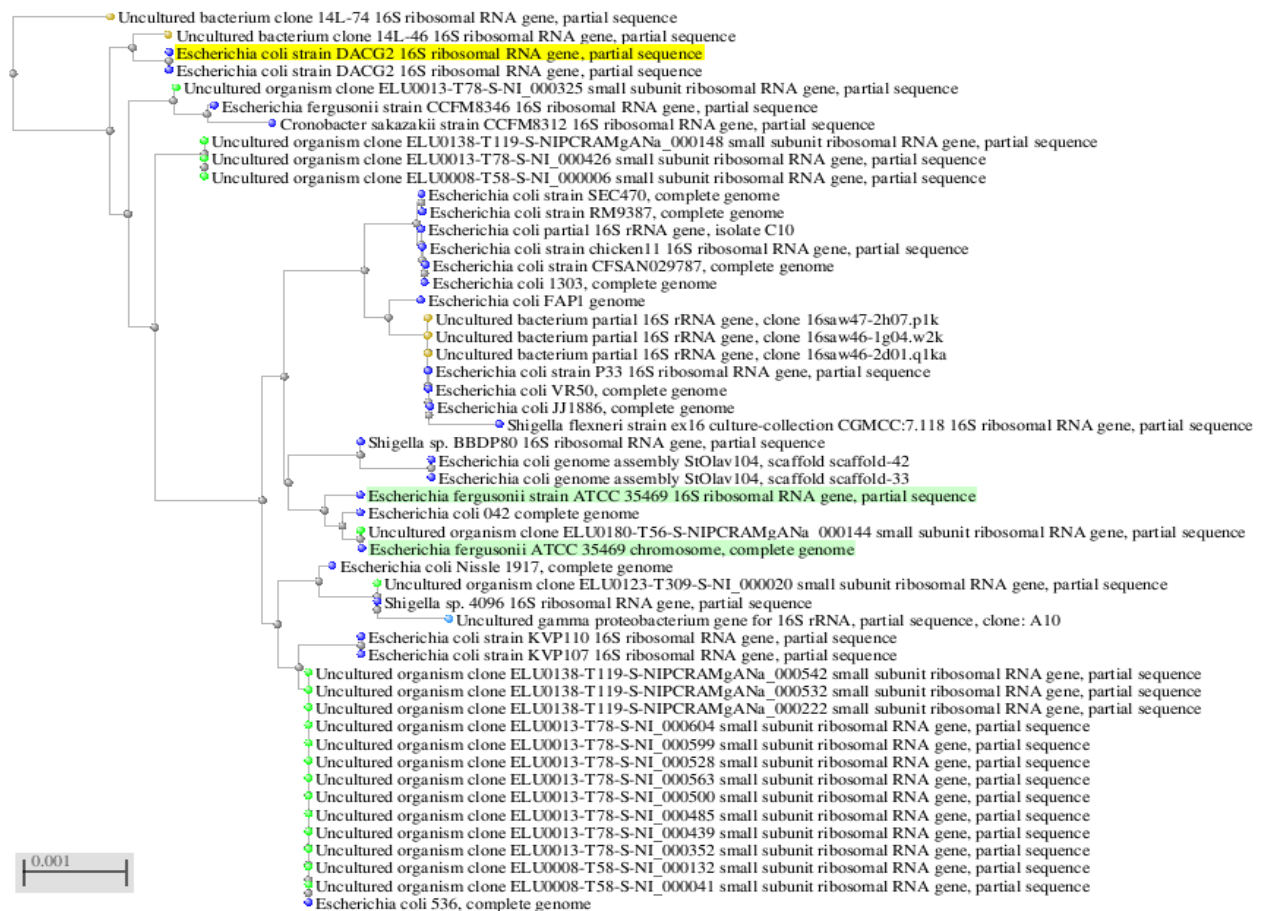 Uncultured bacterium clone 14L-74 16S ribosomal RNA gene, partial sequence
Uncultured bacterium clone 14L-46 16S ribosomal RNA gene, partial sequence
Escherichia coli strain DACG2 16S ribosomal RNA gene, partial sequence
Escherichia coli strain DACG2 16S ribosomal RNA gene, partial sequence
Uncultured organism clone ELU0013-T78-S-NI_000325 small subunit ribosomal RNA gene, partial sequence
Escherichia fergusonii strain CCFM8346 16S ribosomal RNA gene, partial sequence
Cronobacter sakazakii strain CCFM8312 16S ribosomal RNA gene, partial sequence
Uncultured organism clone ELU0138-T119-S-NIPCRAMgANa_000148 small subunit ribosomal RNA gene, partial sequence
Uncultured organism clone ELU0013-T78-S-NI_000426 small subunit ribosomal RNA gene, partial sequence
Uncultured organism clone ELU0008-T58-S-NI_000006 small subunit ribosomal RNA gene, partial sequence
Escherichia coli strain SEC470, complete genome
Escherichia coli strain RM9387, complete genome
Escherichia coli partial 16S rRNA gene, isolate C10
Escherichia coli strain chicken11 16S ribosomal RNA gene, partial sequence
Escherichia coli strain CFSAN029787, complete genome
Escherichia coli 1303, complete genome
Escherichia coli FAP1 genome
Uncultured bacterium partial 16S rRNA gene, clone 16saw47-2h07.p1k
Uncultured bacterium partial 16S rRNA gene, clone 16saw46-1g04.w2k
Uncultured bacterium partial 16S rRNA gene, clone 16saw46-2d01.q1ka
Escherichia coli strain P33 16S ribosomal RNA gene, partial sequence
Escherichia coli VR50, complete genome
Escherichia coli JJ1886, complete genome
Shigella flexneri strain ex16 culture-collection CGMCC:7.118 16S ribosomal RNA gene, partial sequence
Shigella sp. BBDP80 16S ribosomal RNA gene, partial sequence
Escherichia coli genome assembly StOlav104, scaffold scaffold-42
Escherichia coli genome assembly StOlav104, scaffold scaffold-33
Escherichia fergusonii strain ATCC 35469 16S ribosomal RNA gene, partial sequence
Escherichia coli 042 complete genome
Uncultured organism clone ELU0180-T56-S-NIPCRAMgANa_000144 small subunit ribosomal RNA gene, partial sequence
Escherichia fergusonii ATCC 35469 chromosome, complete genome
Escherichia coli Nissle 1917, complete genome
Uncultured organism clone ELU0123-T309-S-NI_000020 small subunit ribosomal RNA gene, partial sequence
Shigella sp. 4096 16S ribosomal RNA gene, partial sequence
Uncultured gamma proteobacterium gene for 16S rRNA, partial sequence, clone: A10
Escherichia coli strain KVP110 16S ribosomal RNA gene, partial sequence
Escherichia coli strain KVP107 16S ribosomal RNA gene, partial sequence
Uncultured organism clone ELU0138-T119-S-NIPCRAMgANa_000542 small subunit ribosomal RNA gene, partial sequence
Uncultured organism clone ELU0138-T119-S-NIPCRAMgANa_000532 small subunit ribosomal RNA gene, partial sequence
Uncultured organism clone ELU0138-T119-S-NIPCRAMgANa_000222 small subunit ribosomal RNA gene, partial sequence
Uncultured organism clone ELU0013-T78-S-NI_000604 small subunit ribosomal RNA gene, partial sequence
Uncultured organism clone ELU0013-T78-S-NI_000599 small subunit ribosomal RNA gene, partial sequence
Uncultured organism clone ELU0013-T78-S-NI_000528 small subunit ribosomal RNA gene, partial sequence
Uncultured organism clone ELU0013-T78-S-NI_000563 small subunit ribosomal RNA gene, partial sequence
Uncultured organism clone ELU0013-T78-S-NI_000500 small subunit ribosomal RNA gene, partial sequence
Uncultured organism clone ELU0013-T78-S-NI_000485 small subunit ribosomal RNA gene, partial sequence
Uncultured organism clone ELU0013-T78-S-NI_000439 small subunit ribosomal RNA gene, partial sequence
Uncultured organism clone ELU0013-T78-S-NI_000352 small subunit ribosomal RNA gene, partial sequence
Uncultured organism clone ELU0008-T58-S-NI_000132 small subunit ribosomal RNA gene, partial sequence
Uncultured organism clone ELU0008-T58-S-NI_000041 small subunit ribosomal RNA gene, partial sequence
Escherichia coli 536, complete genome
0.001